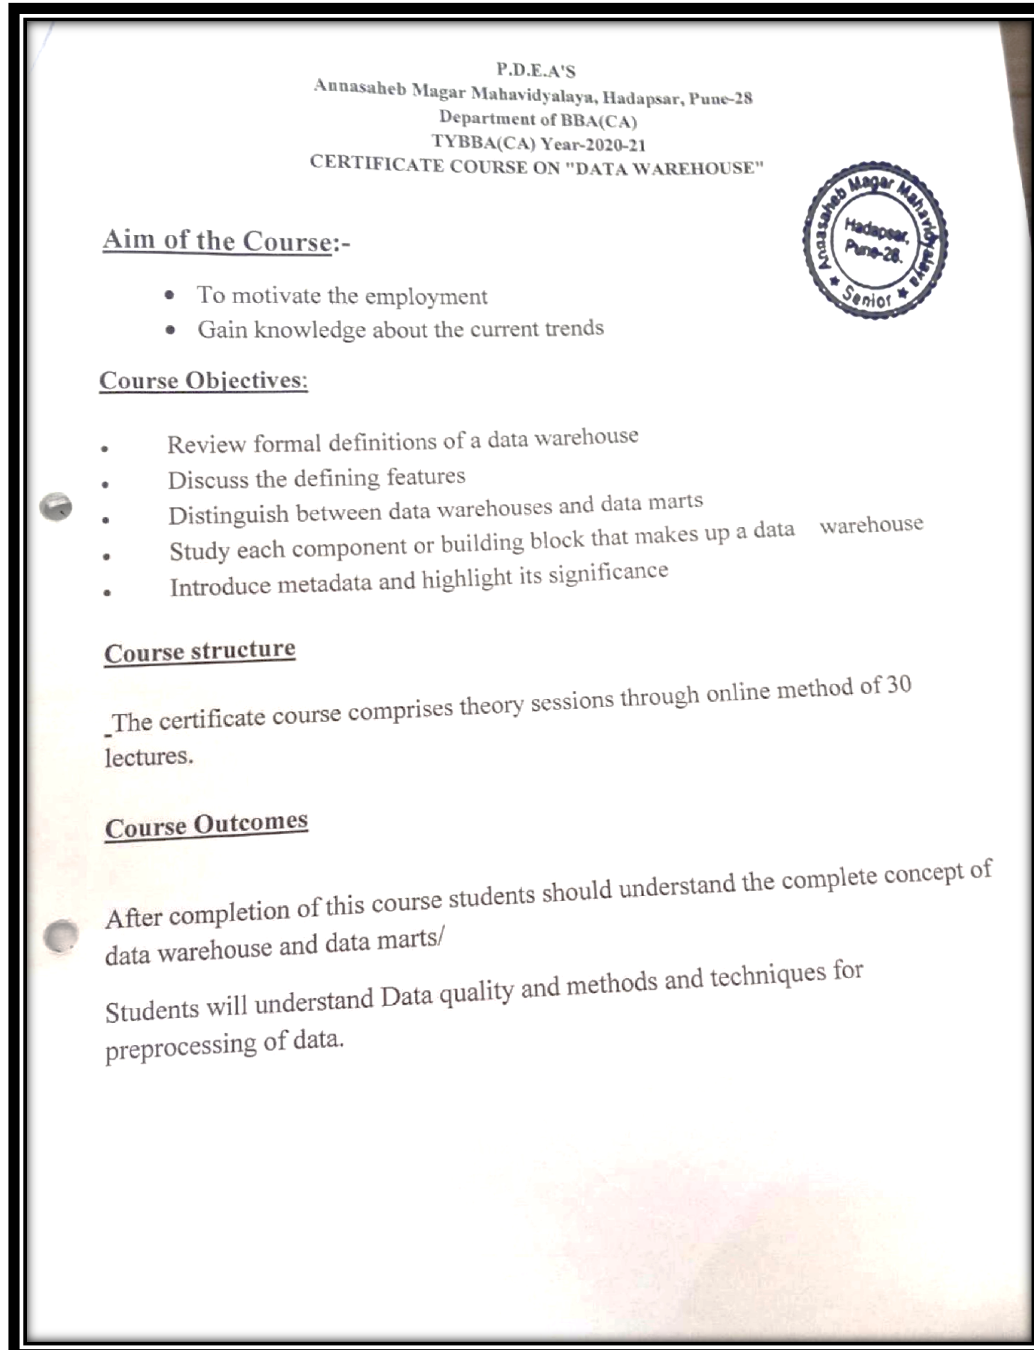 P.D.E.A'S
Annasaheb Magar Mahavidyalaya, Hadapsar, Pune-28
Department of BBA(CA)
TYBBA(CA) Year-2020-21
CERTIFICATE COURSE ON "DATA WAREHOUSE"
Annasaheb Magar Mahavidyalaya
Hadapsar,
Pune-28.
★ Senior ★
Aim of the Course:-
• To motivate the employment
• Gain knowledge about the current trends
Course Objectives:
• Review formal definitions of a data warehouse
• Discuss the defining features
• Distinguish between data warehouses and data marts
• Study each component or building block that makes up a data warehouse
• Introduce metadata and highlight its significance
Course structure
_The certificate course comprises theory sessions through online method of 30
lectures.
Course Outcomes
After completion of this course students should understand the complete concept of
data warehouse and data marts/
Students will understand Data quality and methods and techniques for
preprocessing of data.